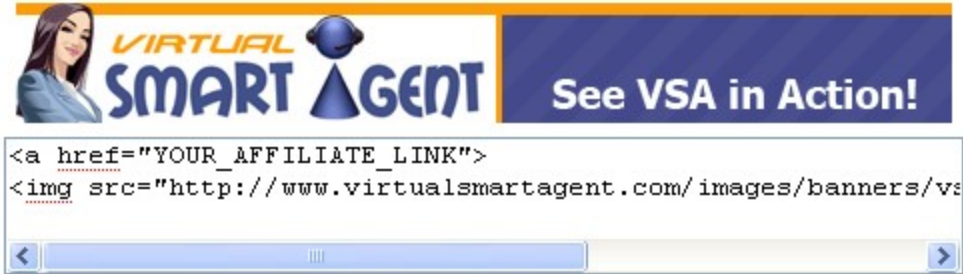 VIRTUAL
SMART AGENT
See VSA in Action!
<a href="YOUR_AFFILIATE_LINK">
<img src="http://www.virtualsmartagent.com/images/banners/vs